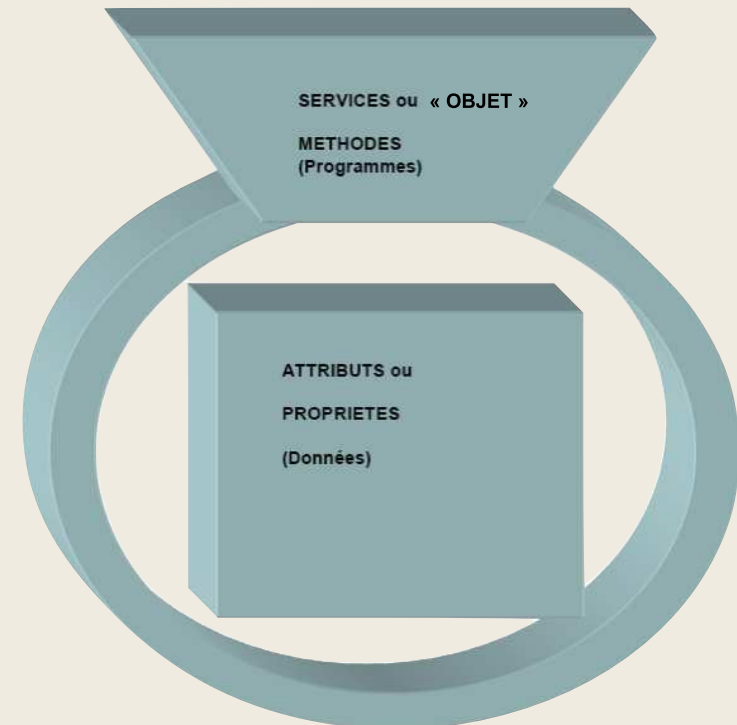 SERVICES ou « OBJET »
METHODES
(Programmes)
ATTRIBUTS ou
PROPRIETES
(Données)